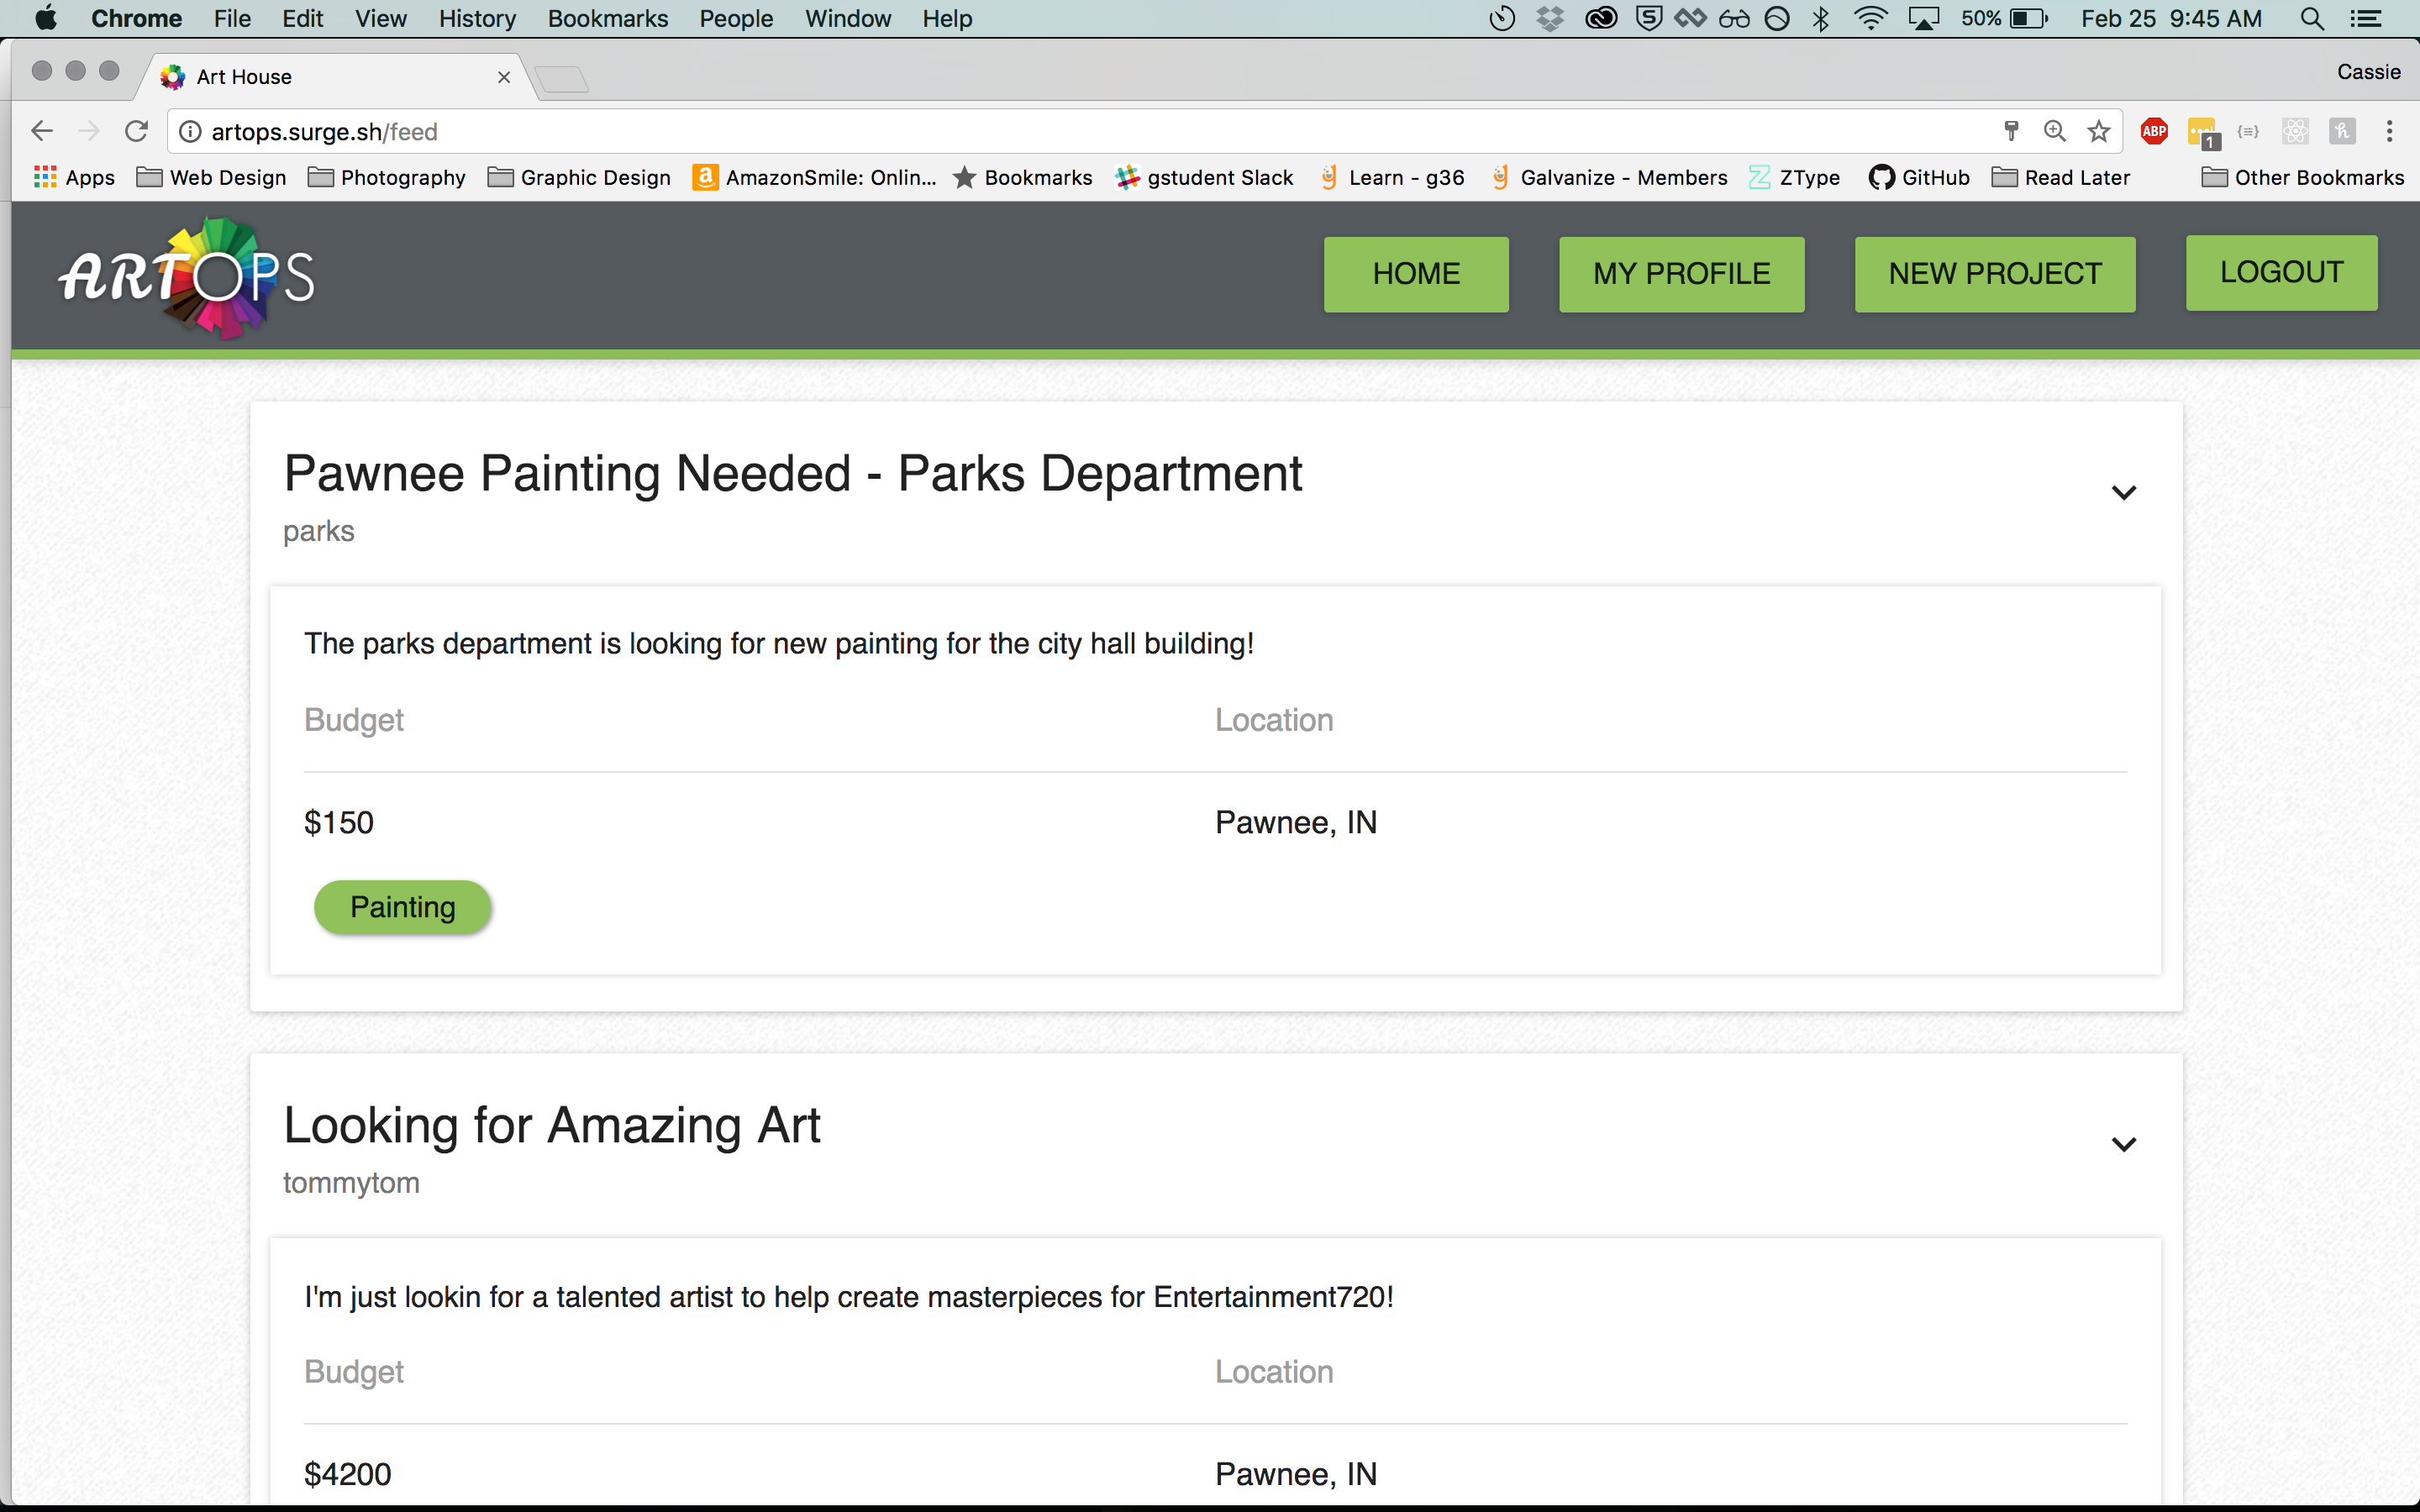 Chrome File Edit View History Bookmarks People Window Help 50% Feb 25 9:45 AM
Art House Cassie
artops.surge.sh/feed ABP 1
Apps Web Design Photography Graphic Design AmazonSmile: Onlin... Bookmarks gstudent Slack Learn - g36 Galvanize - Members ZType GitHub Read Later Other Bookmarks
ARTOPS HOME MY PROFILE NEW PROJECT LOGOUT
Pawnee Painting Needed - Parks Department
parks
The parks department is looking for new painting for the city hall building!
Budget Location
$150 Pawnee, IN
Painting
Looking for Amazing Art
tommytom
I'm just lookin for a talented artist to help create masterpieces for Entertainment720!
Budget Location
$4200 Pawnee, IN